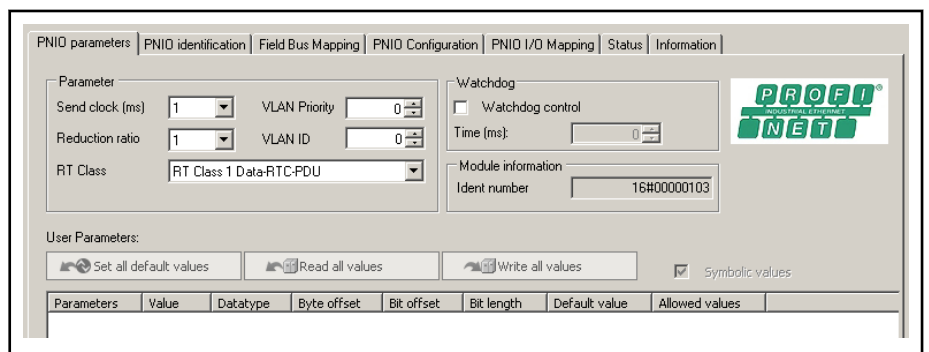 PNIO parameters PNIO identification Field Bus Mapping PNIO Configuration PNIO I/O Mapping Status Information
Parameter
Send clock (ms) 1 VLAN Priority 0
Reduction ratio 1 VLAN ID 0
RT Class RT Class 1 Data-RTC-PDU
Watchdog
Watchdog control
Time (ms): 0
Module information
Ident number 16#00000103
PROFI®
INDUSTRIAL ETHERNET
NET
User Parameters:
Set all default values Read all values Write all values Symbolic values
Parameters Value Datatype Byte offset Bit offset Bit length Default value Allowed values